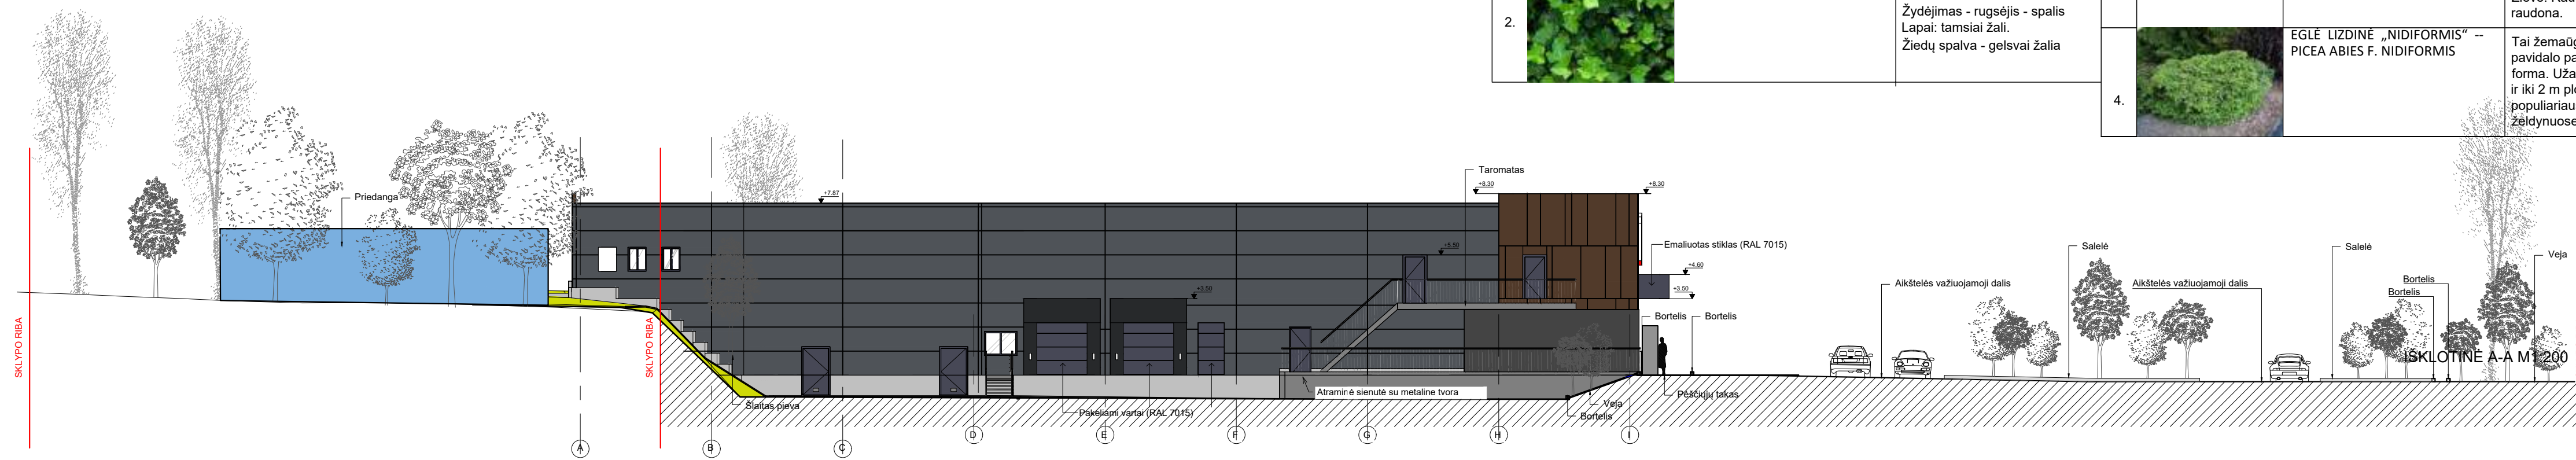 2.
Žydėjimas - rugsėjis - spalis
Lapai: tamsiai žali.
Žiedų spalva - gelsvai žalia
raudona.
4.
EGLĖ LIZDINĖ „NIDIFORMIS“ --
PICEA ABIES F. NIDIFORMIS
Tai žemaūg
pavidalo pa
forma. Uža
ir iki 2 m plo
populiariau
želdynuose
SKLYPO RIBA
Priedanga
SKLYPO RIBA
+7.87
Taromatas
+8.30
+8.30
+5.50
Emaliuotas stiklas (RAL 7015)
+4.60
+3.50
+3.50
Bortelis
Bortelis
Šlaitas pieva
Pakeliami vartai (RAL 7015)
Atraminė sienutė su metaline tvora
Veja
Bortelis
Pėsčiųjų takas
Aikštelės važiuojamoji dalis
Salelė
Aikštelės važiuojamoji dalis
Salelė
Bortelis
Bortelis
Veja
IŠKLOTINĖ A-A M1:200
A
B
C
D
E
F
G
H
I